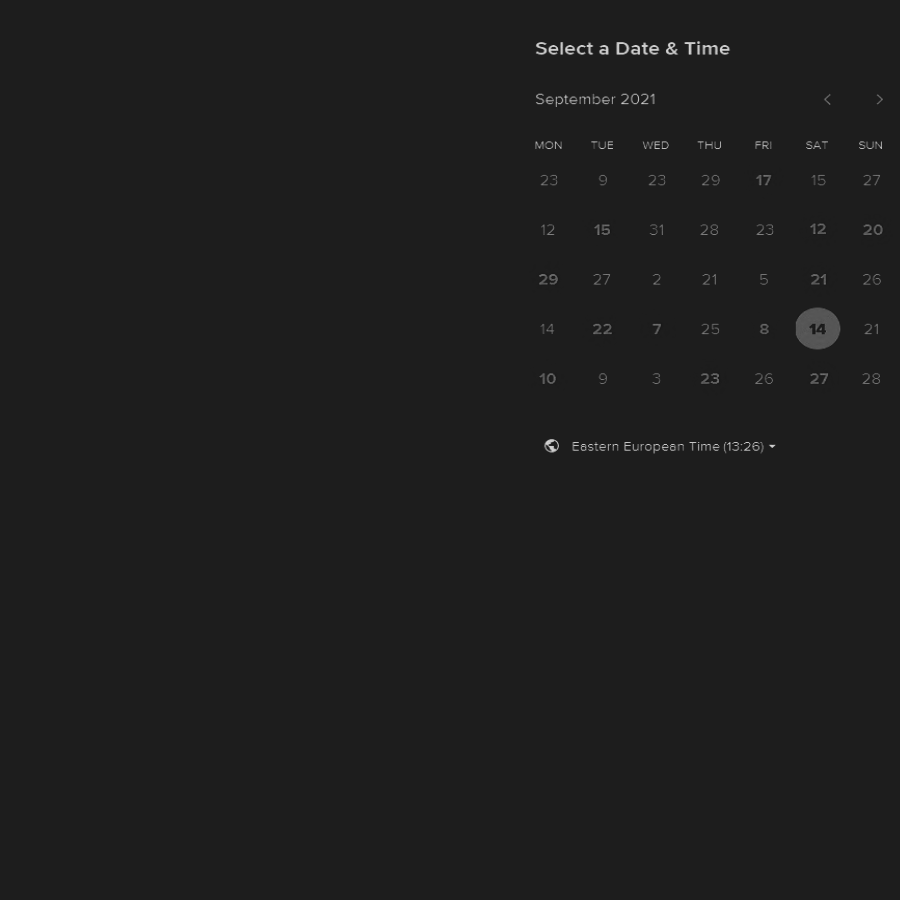 Select a Date & Time
September 2021
MON TUE WED THU FRI SAT SUN
23 9 23 29 17 15 27
12 15 31 28 23 12 20
29 27 2 21 5 21 26
14 22 7 25 8 14 21
10 9 3 23 26 27 28
Eastern European Time (13:26)